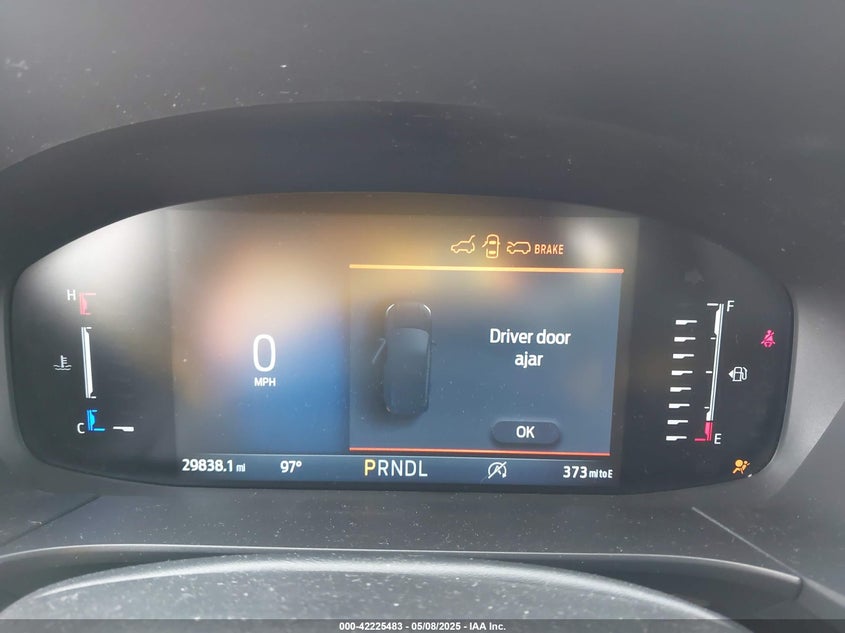 BRAKE
H
F
Driver door
ajar
0
MPH
C
E
OK
29838.1 mi
97°
PRNDL
373 mi to E
000-42225483 - 05/08/2025 - IAA Inc.